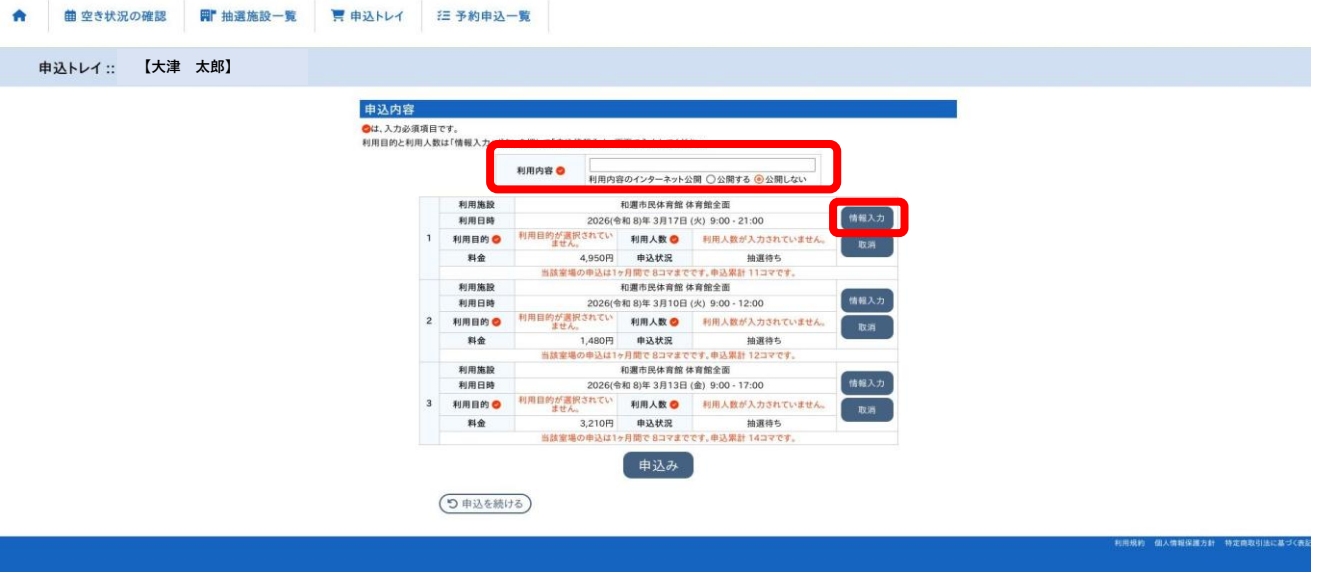 空き状況の確認 抽選施設一覧 申込トレイ 予約申込一覧
申込トレイ :: 【大津 太郎】
申込内容
は、入力必須項目です。
利用目的と利用人数は「情報入力
利用内容
利用内容のインターネット公開 公開する 公開しない
1
利用施設 和邇市民体育館 体育館全面
利用日時 2026(令和 8)年 3月17日 (火) 9:00 - 21:00
利用目的 利用目的が選択されていません。 利用人数 利用人数が入力されていません。
料金 4,950円 申込状況 抽選待ち
当該室場の申込は1ヶ月間で 8コマまでです。申込累計 11コマです。
情報入力
取消
2
利用施設 和邇市民体育館 体育館全面
利用日時 2026(令和 8)年 3月10日 (火) 9:00 - 12:00
利用目的 利用目的が選択されていません。 利用人数 利用人数が入力されていません。
料金 1,480円 申込状況 抽選待ち
当該室場の申込は1ヶ月間で 8コマまでです。申込累計 12コマです。
情報入力
取消
3
利用施設 和邇市民体育館 体育館全面
利用日時 2026(令和 8)年 3月13日 (金) 9:00 - 17:00
利用目的 利用目的が選択されていません。 利用人数 利用人数が入力されていません。
料金 3,210円 申込状況 抽選待ち
当該室場の申込は1ヶ月間で 8コマまでです。申込累計 14コマです。
情報入力
取消
申込み
申込を続ける
利用規約 個人情報保護方針 特定商取引法に基づく表記